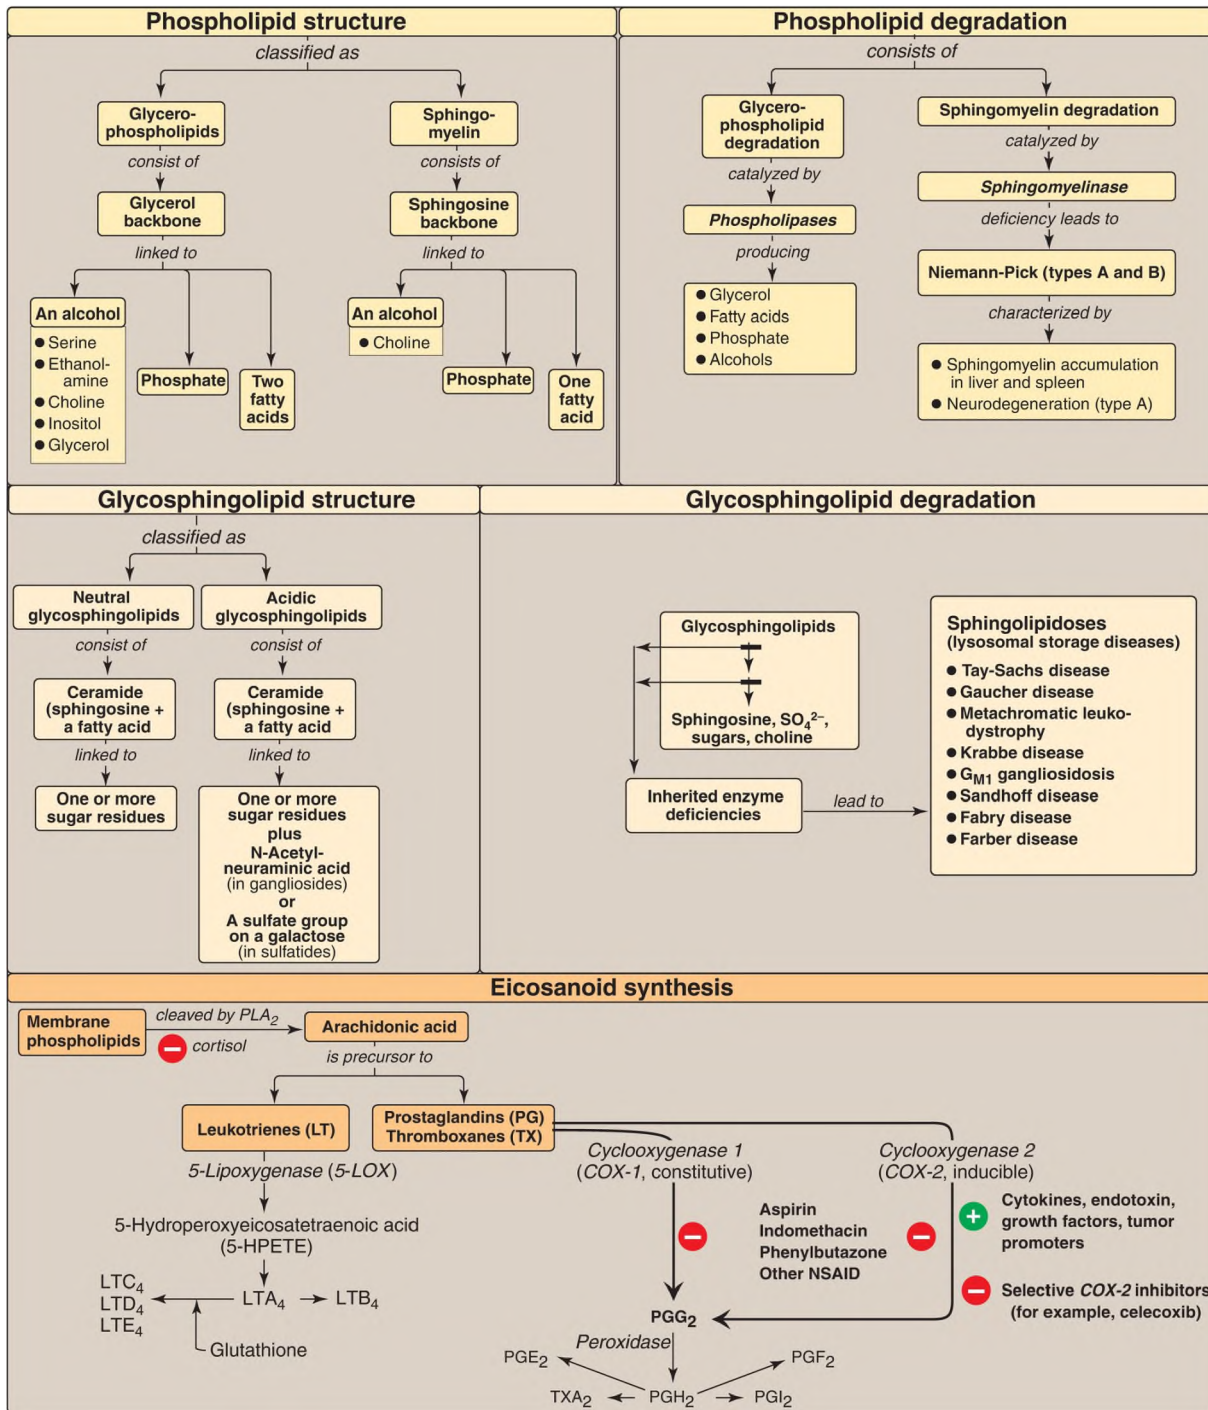 Phospholipid structure
classified as
Glycero-
phospholipids
consist of
Glycerol
backbone
linked to
An alcohol
● Serine
● Ethanol-
amine
● Choline
● Inositol
● Glycerol
Phosphate
Two
fatty
acids
Sphingo-
myelin
consists of
Sphingosine
backbone
linked to
An alcohol
● Choline
Phosphate
One
fatty
acid
Phospholipid degradation
consists of
Glycero-
phospholipid
degradation
catalyzed by
Phospholipases
producing
● Glycerol
● Fatty acids
● Phosphate
● Alcohols
Sphingomyelin degradation
catalyzed by
Sphingomyelinase
deficiency leads to
Niemann-Pick (types A and B)
characterized by
● Sphingomyelin accumulation
in liver and spleen
● Neurodegeneration (type A)
Glycosphingolipid structure
classified as
Neutral
glycosphingolipids
consist of
Ceramide
(sphingosine +
a fatty acid
linked to
One or more
sugar residues
Acidic
glycosphingolipids
consist of
Ceramide
(sphingosine +
a fatty acid
linked to
One or more
sugar residues
plus
N-Acetyl-
neuraminic acid
(in gangliosides)
or
A sulfate group
on a galactose
(in sulfatides)
Glycosphingolipid degradation
Glycosphingolipids
Sphingosine, SO₄²⁻,
sugars, choline
Inherited enzyme
deficiencies
lead to
Sphingolipidoses
(lysosomal storage diseases)
● Tay-Sachs disease
● Gaucher disease
● Metachromatic leuko-
dystrophy
● Krabbe disease
● GM1 gangliosidosis
● Sandhoff disease
● Fabry disease
● Farber disease
Eicosanoid synthesis
Membrane
phospholipids
cleaved by PLA₂
cortisol
Arachidonic acid
is precursor to
Leukotrienes (LT)
Prostaglandins (PG)
Thromboxanes (TX)
5-Lipoxygenase (5-LOX)
5-Hydroperoxyeicosatetraenoic acid
(5-HPETE)
LTC₄
LTD₄
LTE₄
LTA₄
LTB₄
Glutathione
Cyclooxygenase 1
(COX-1, constitutive)
Cyclooxygenase 2
(COX-2, inducible)
Aspirin
Indomethacin
Phenylbutazone
Other NSAID
Cytokines, endotoxin,
growth factors, tumor
promoters
Selective COX-2 inhibitors
(for example, celecoxib)
PGG₂
Peroxidase
PGE₂
PGF₂
TXA₂
PGH₂
PGI₂